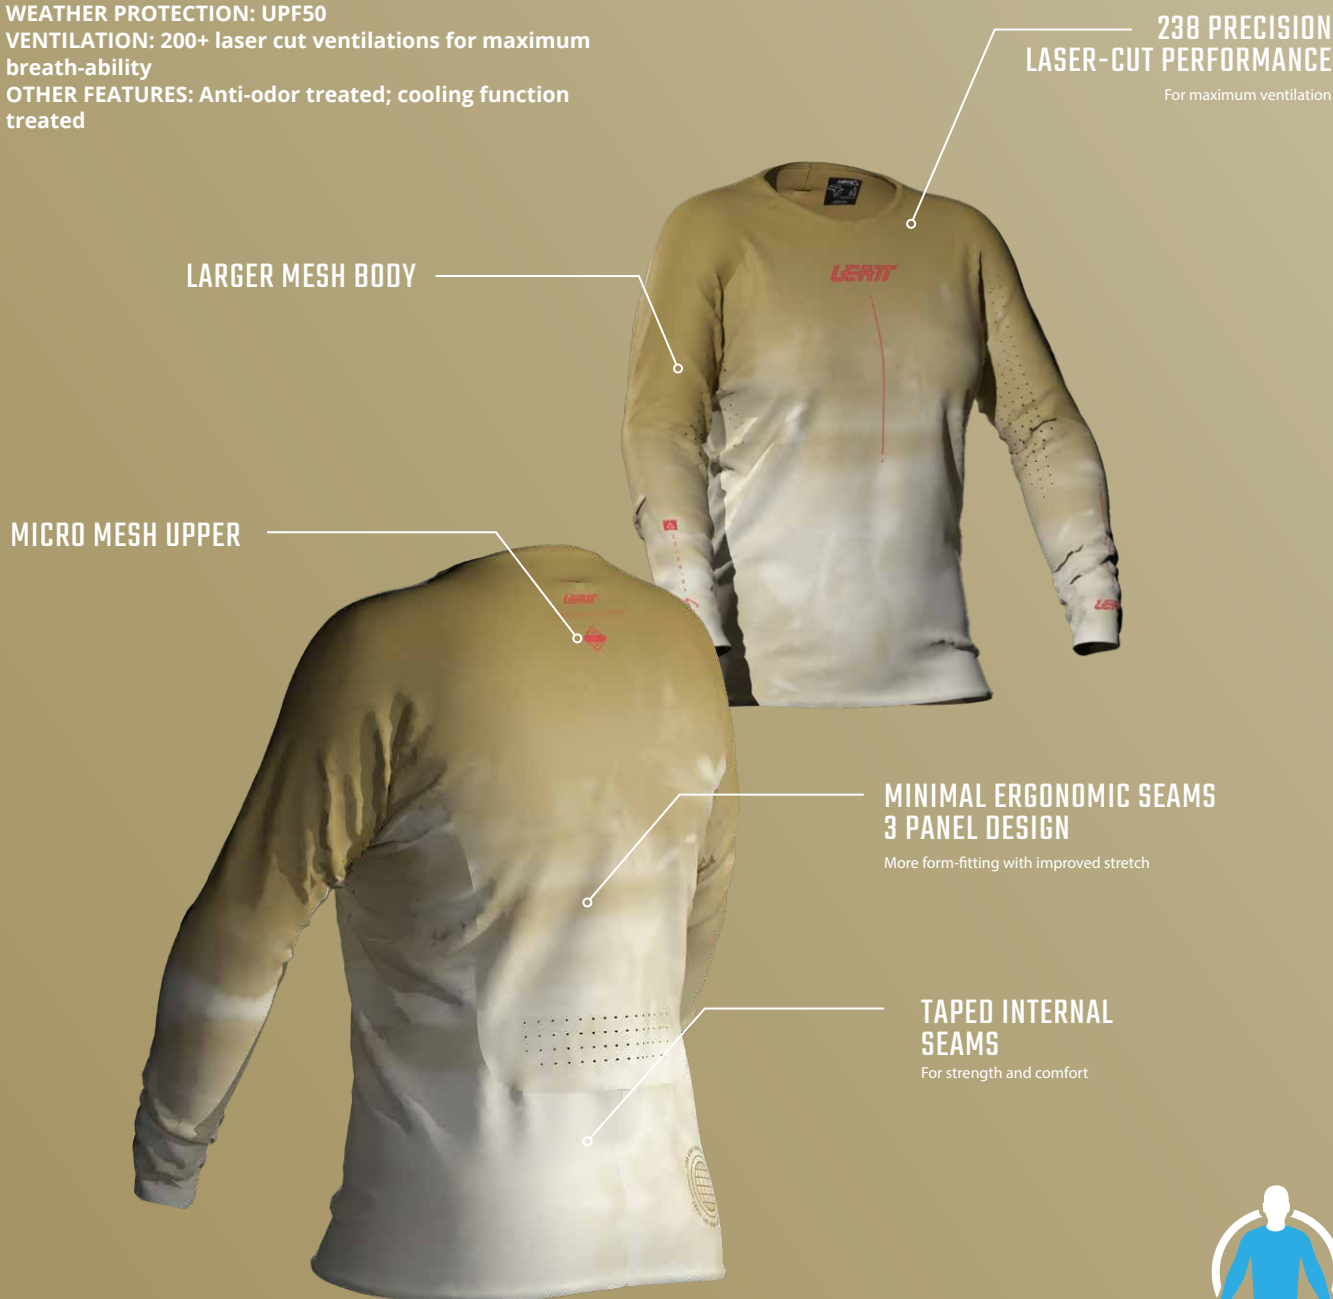 WEATHER PROTECTION: UPF50
VENTILATION: 200+ laser cut ventilations for maximum
breath-ability
OTHER FEATURES: Anti-odor treated; cooling function
treated
238 PRECISION
LASER-CUT PERFORMANCE
For maximum ventilation
LARGER MESH BODY
LEATT
MICRO MESH UPPER
LEATT
MINIMAL ERGONOMIC SEAMS
3 PANEL DESIGN
More form-fitting with improved stretch
TAPED INTERNAL
SEAMS
For strength and comfort